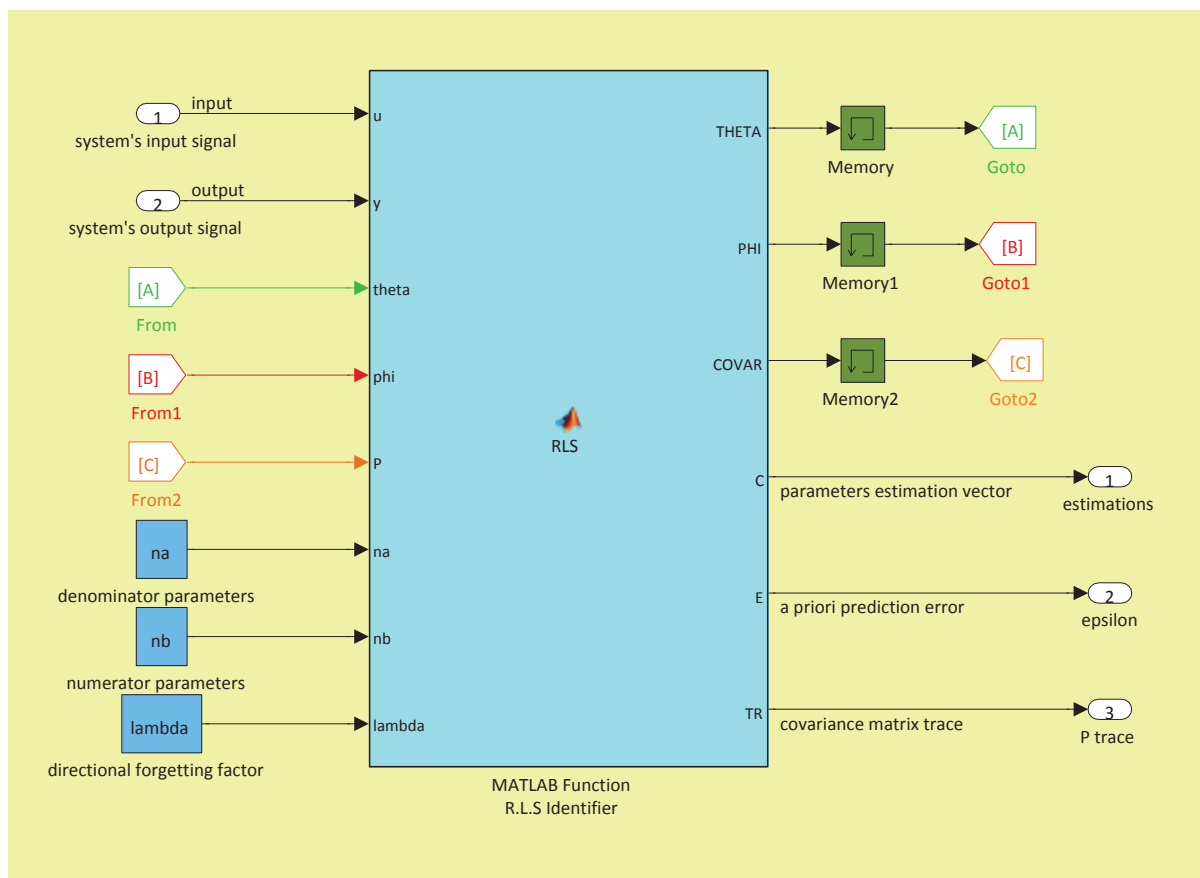 input
1
u
system's input signal
output
2
y
system's output signal
[A]
theta
From
[B]
phi
From1
[C]
P
From2
na
na
denominator parameters
nb
nb
numerator parameters
lambda
lambda
directional forgetting factor
RLS
MATLAB Function
R.L.S Identifier
THETA
Memory
[A]
Goto
PHI
Memory1
[B]
Goto1
COVAR
Memory2
[C]
Goto2
C
parameters estimation vector
1
estimations
E
a priori prediction error
2
epsilon
TR
covariance matrix trace
3
P trace